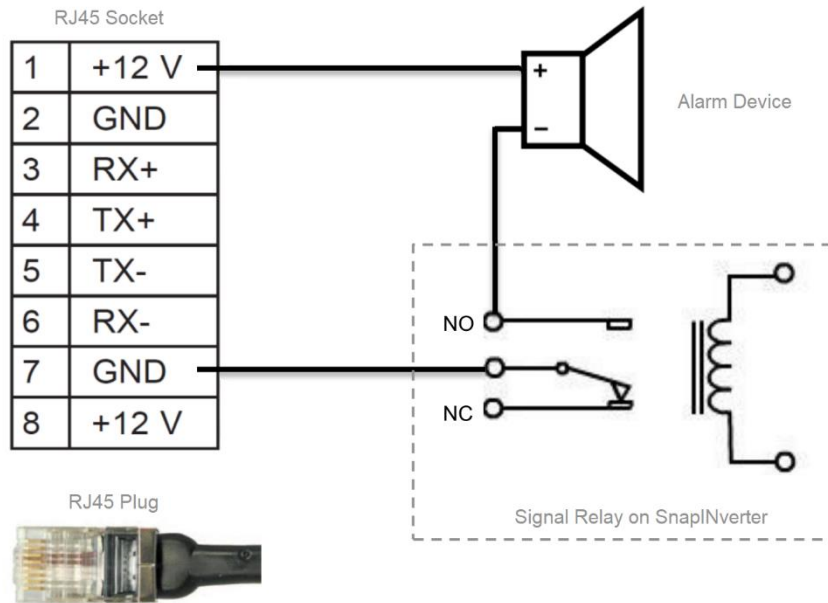 RJ45 Socket
1 +12 V
2 GND
3 RX+
4 TX+
5 TX-
6 RX-
7 GND
8 +12 V
+
−
Alarm Device
NO
NC
Signal Relay on SnapINverter
RJ45 Plug